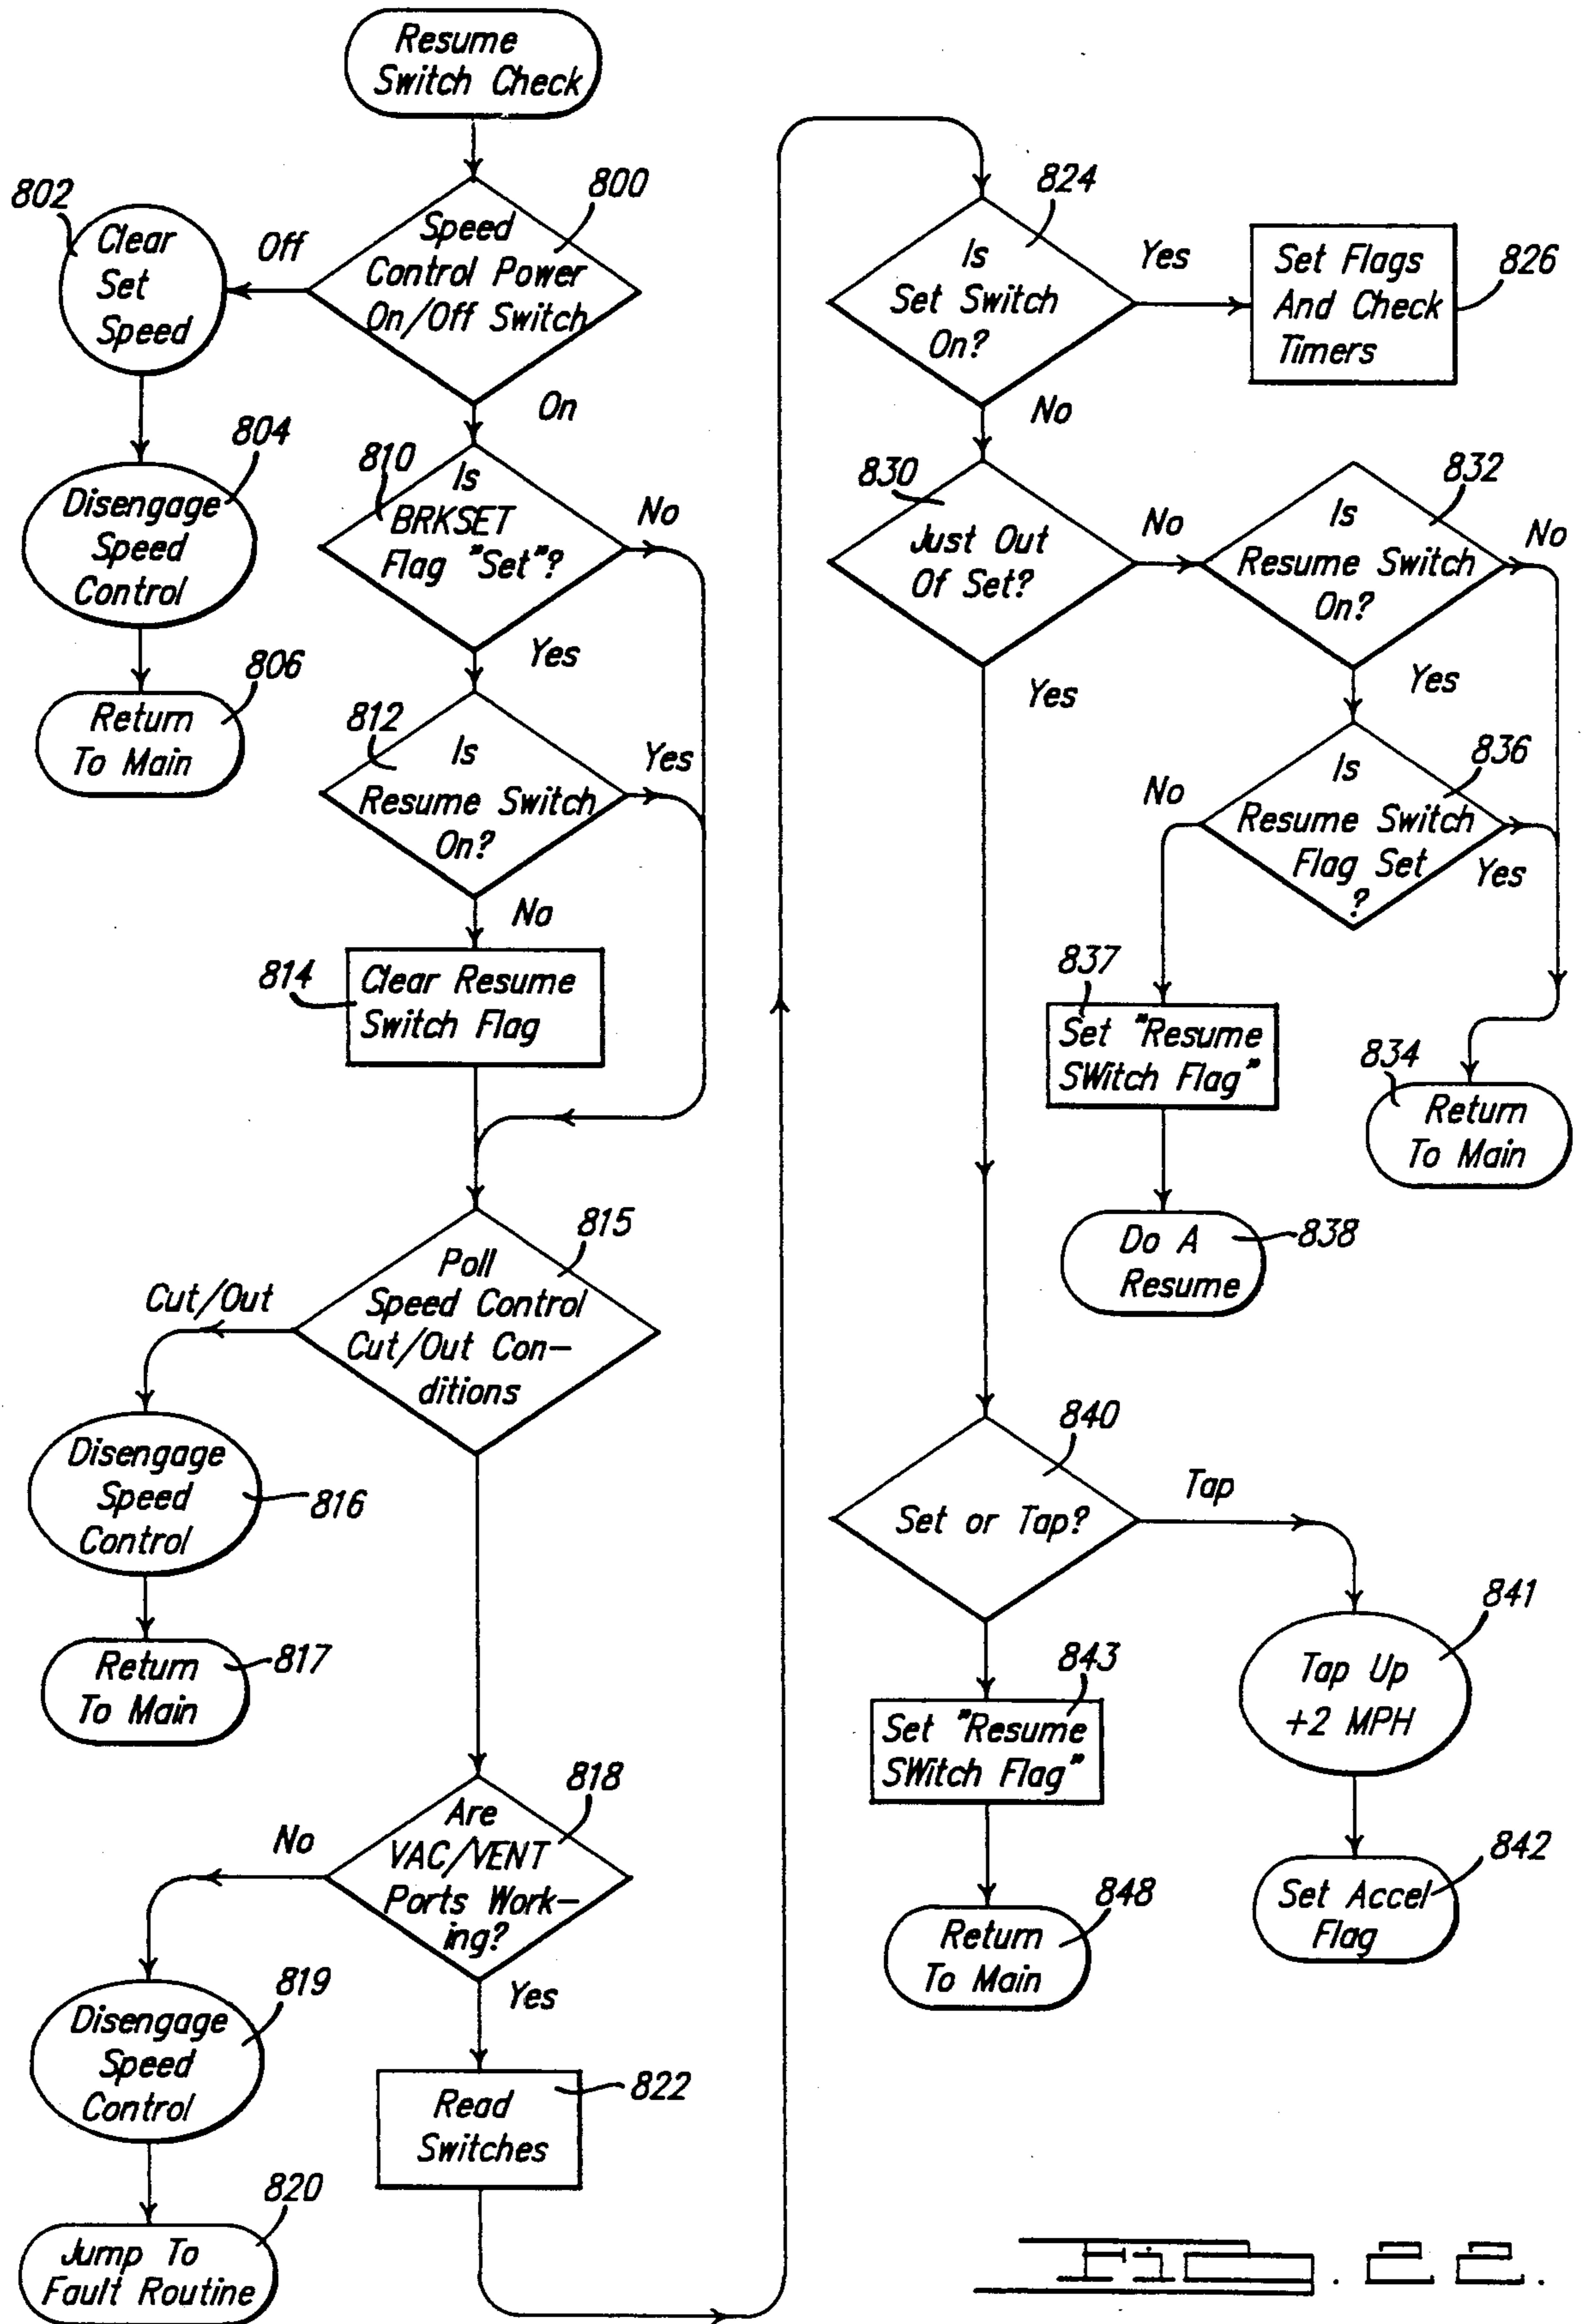 Resume
Switch Check
800
Speed
Control Power
On/Off Switch
Off
On
802
Clear
Set
Speed
804
Disengage
Speed
Control
806
Return
To Main
810
Is
BRKSET
Flag "Set"?
No
Yes
812
Is
Resume Switch
On?
Yes
No
814
Clear Resume
Switch Flag
815
Poll
Speed Control
Cut/Out Con-
ditions
Cut/Out
Disengage
Speed
Control
816
Return
To Main
817
818
Are
VAC/VENT
Ports Work-
ing?
No
Yes
819
Disengage
Speed
Control
820
Jump To
Fault Routine
822
Read
Switches
824
Is
Set Switch
On?
Yes
No
Set Flags
And Check
Timers
826
830
Just Out
Of Set?
No
Yes
832
Is
Resume Switch
On?
No
Yes
836
Is
Resume Switch
Flag Set
?
No
Yes
837
Set "Resume
SWitch Flag"
834
Return
To Main
Do A
Resume
838
840
Set or Tap?
Tap
841
Tap Up
+2 MPH
842
Set Accel
Flag
843
Set "Resume
SWitch Flag"
848
Return
To Main